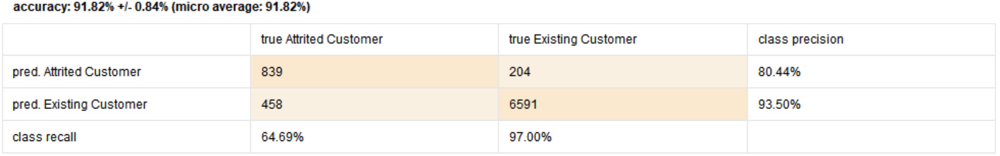 accuracy: 91.82% +/- 0.84% (micro average: 91.82%)
true Attrited Customer true Existing Customer class precision
pred. Attrited Customer 839 204 80.44%
pred. Existing Customer 458 6591 93.50%
class recall 64.69% 97.00%